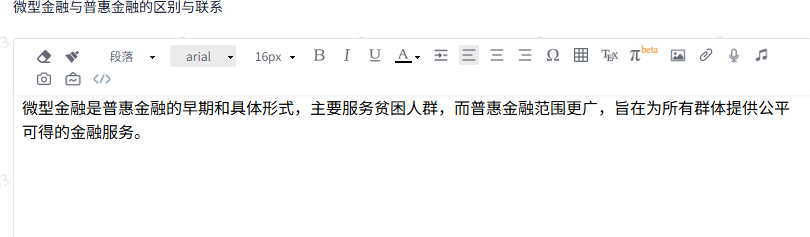 微型金融与普惠金融的区别与联系
段落 arial 16px B I U A Ω TEX π beta
微型金融是普惠金融的早期和具体形式，主要服务贫困人群，而普惠金融范围更广，旨在为所有群体提供公平
可得的金融服务。